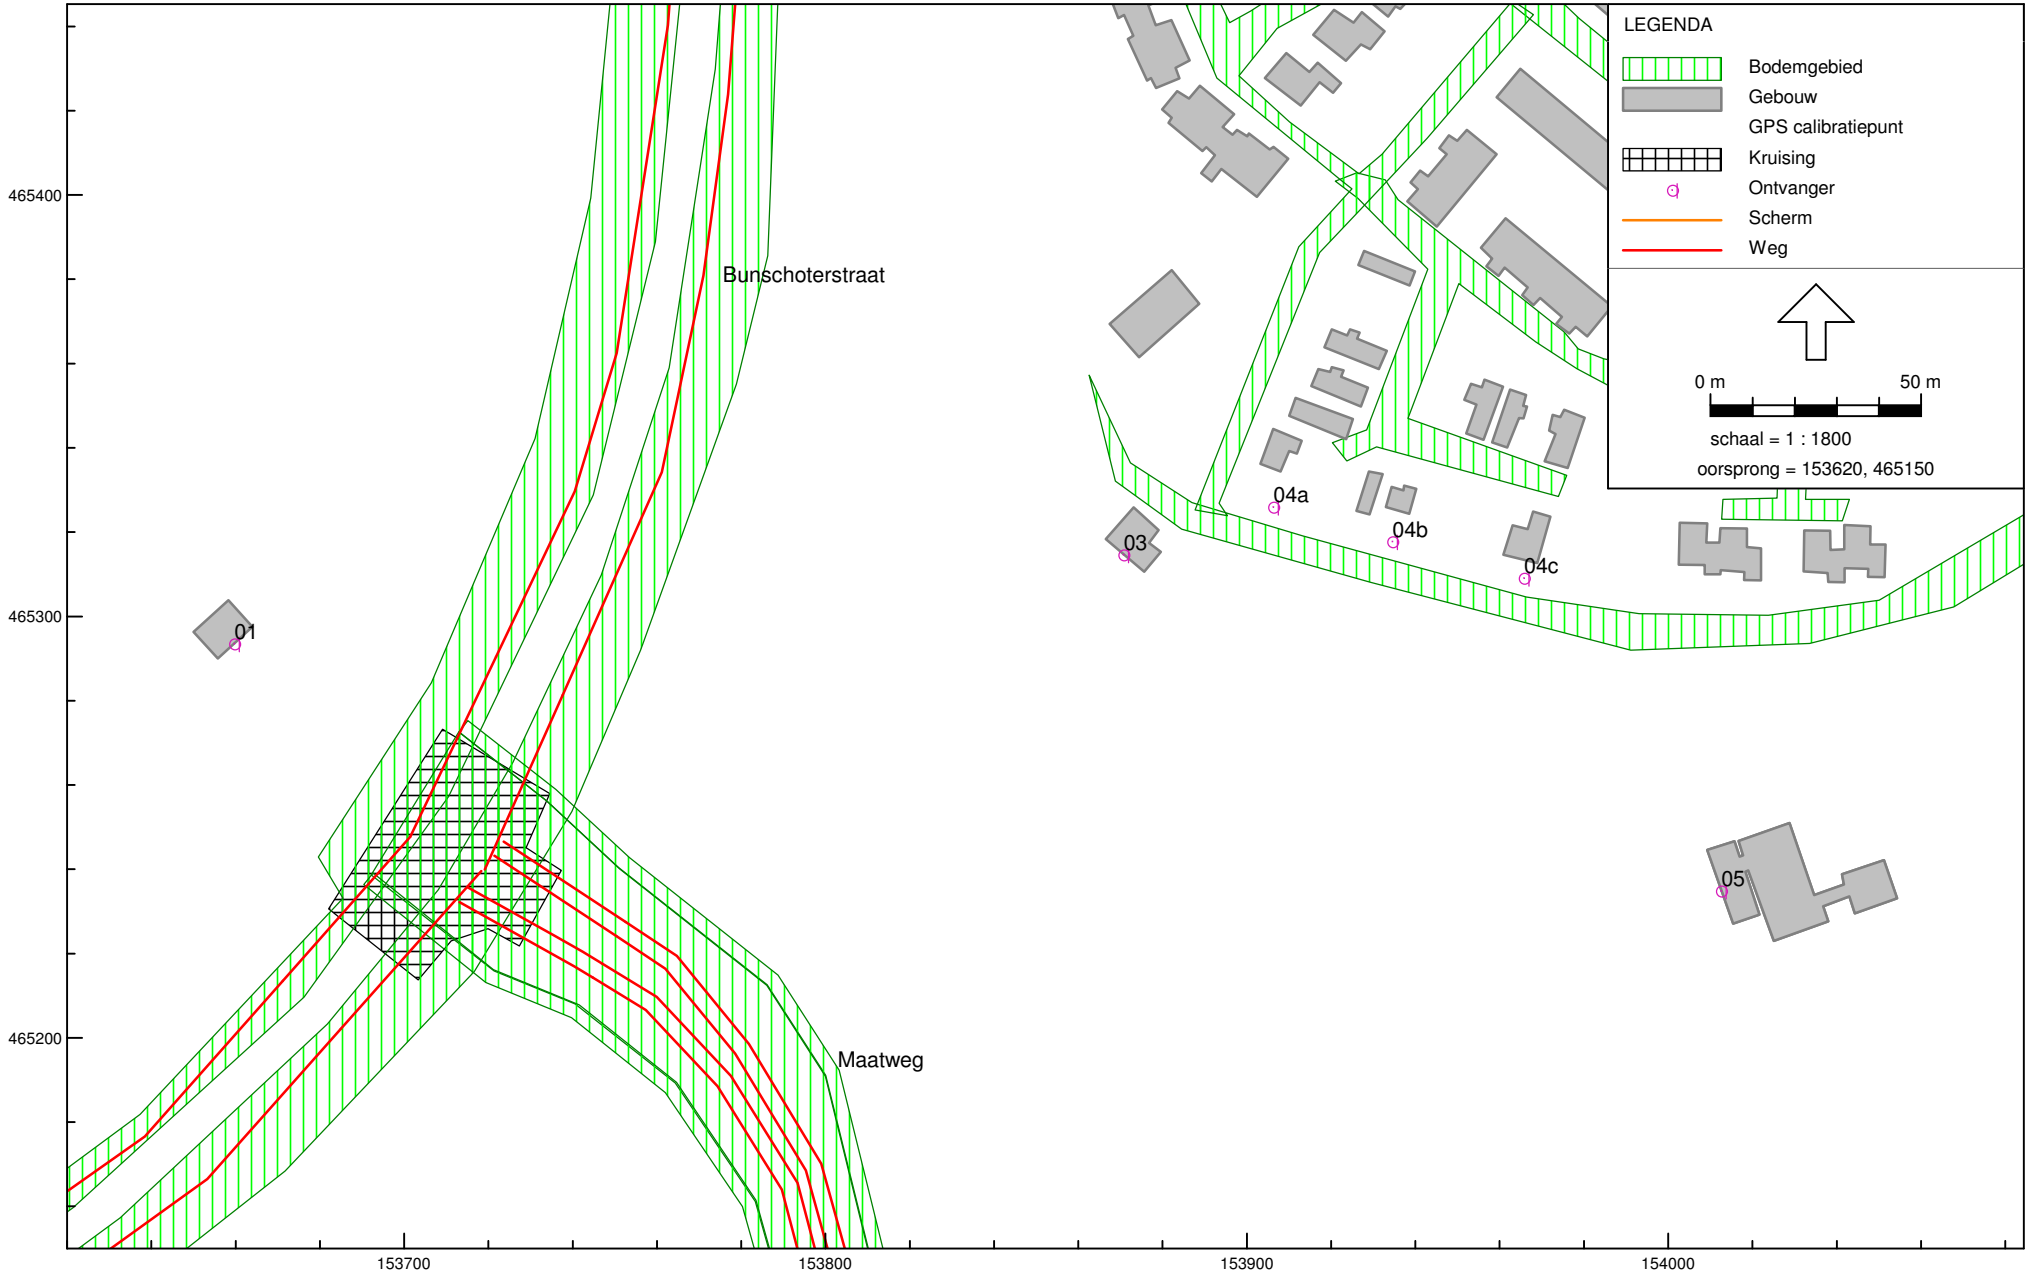 LEGENDA
Bodemgebied
Gebouw
GPS calibratiepunt
Kruising
Ontvanger
Scherm
Weg
0 m 50 m
schaal = 1 : 1800
oorsprong = 153620, 465150
465400
Bunschoterstraat
04a
04b
03
04c
465300
01
05
465200
Maatweg
153700 153800 153900 154000